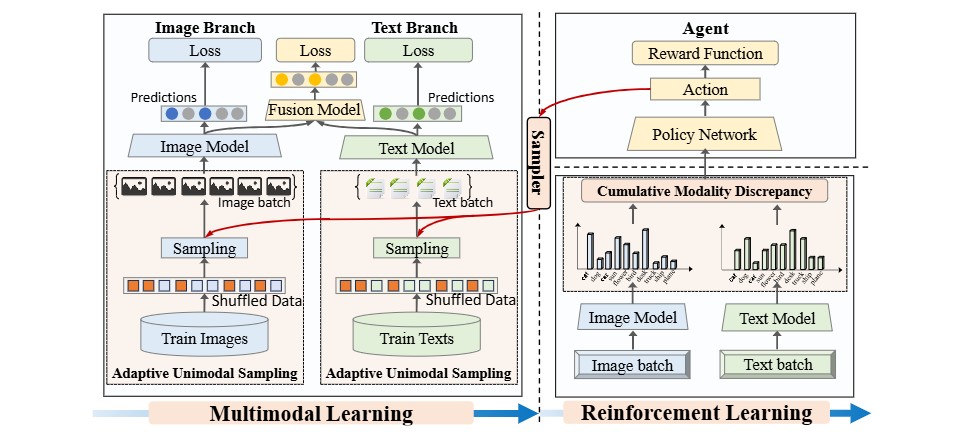 Image Branch
Text Branch
Loss
Loss
Loss
Predictions
Predictions
Fusion Model
Image Model
Text Model
Image batch
Text batch
Sampling
Sampling
Shuffled Data
Shuffled Data
Train Images
Train Texts
Adaptive Unimodal Sampling
Adaptive Unimodal Sampling
Multimodal Learning
Sampler
Agent
Reward Function
Action
Policy Network
Cumulative Modality Discrepancy
cat
dog
car
sun
flower
bird
desk
truck
ship
plane
cat
dog
car
sun
flower
bird
desk
truck
ship
plane
Image Model
Text Model
Image batch
Text batch
Reinforcement Learning